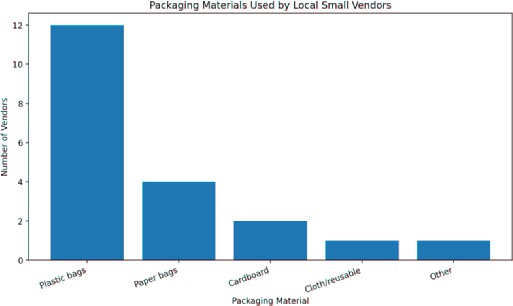 Packaging Materials Used by Local Small Vendors
Number of Vendors
12
10
8
6
4
2
0
Plastic bags
Paper bags
Cardboard
Cloth/reusable
Other
Packaging Material